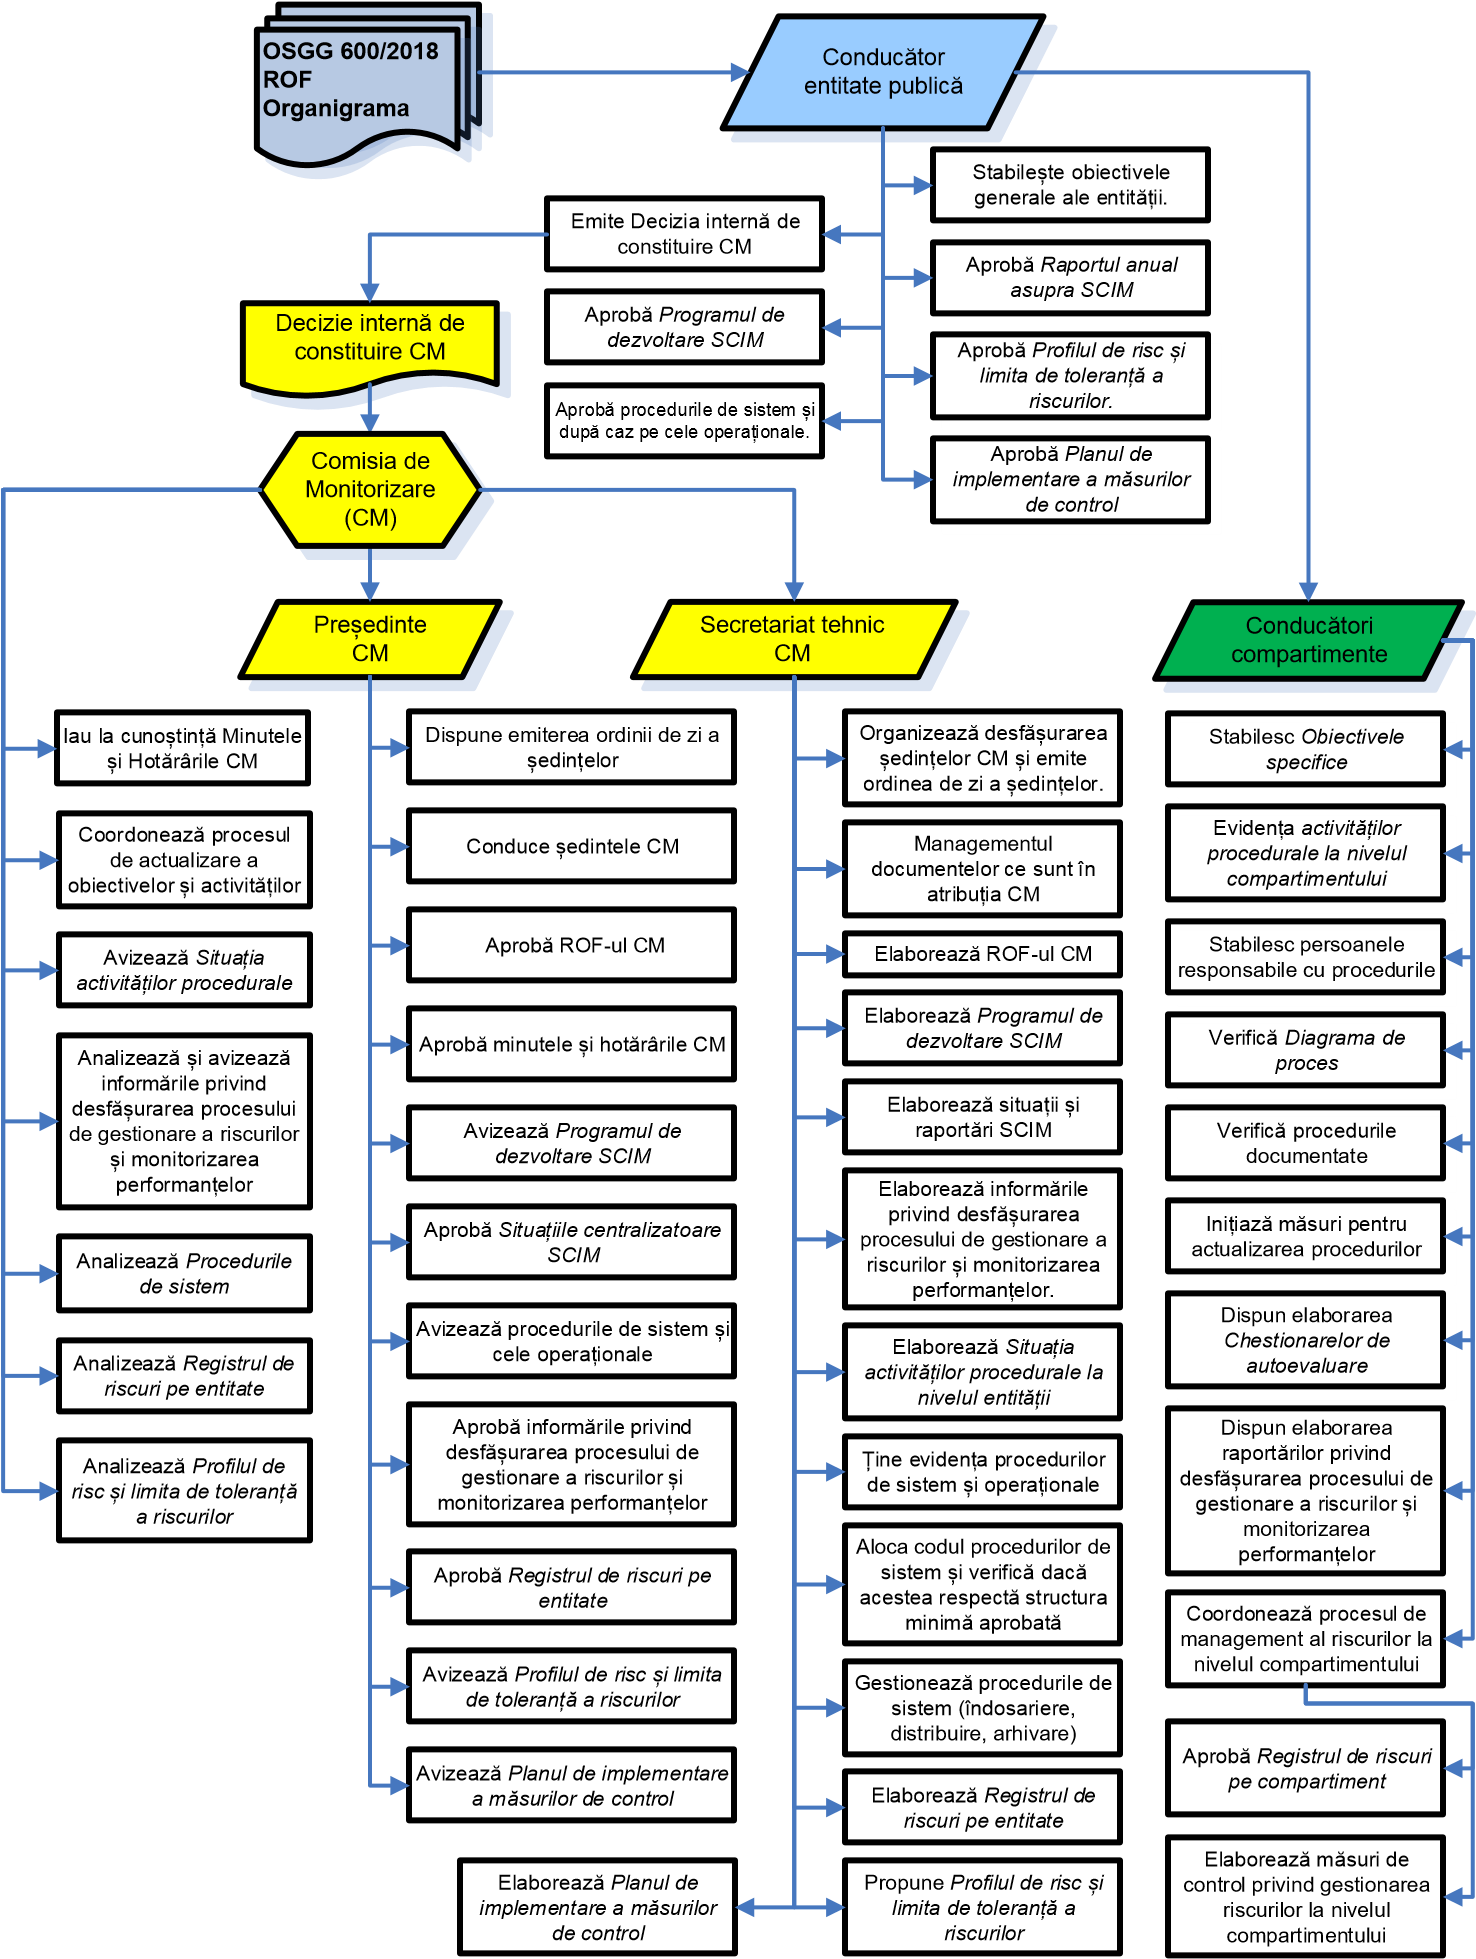 OSGG 600/2018
ROF
Organigrama
Conducător
entitate publică
Stabilește obiectivele
generale ale entității.
Emite Decizia internă de
constituire CM
Aprobă Raportul anual
asupra SCIM
Decizie internă de
constituire CM
Aprobă Programul de
dezvoltare SCIM
Aprobă Profilul de risc și
limita de toleranță a
riscurilor.
Aprobă procedurile de sistem și
după caz pe cele operaționale.
Aprobă Planul de
implementare a măsurilor
de control
Comisia de
Monitorizare
(CM)
Președinte
CM
Secretariat tehnic
CM
Conducători
compartimente
Iau la cunoștință Minutele
și Hotărârile CM
Coordonează procesul
de actualizare a
obiectivelor și activităților
Avizează Situația
activităților procedurale
Analizează și avizează
informările privind
desfășurarea procesului
de gestionare a riscurilor
și monitorizarea
performanțelor
Analizează Procedurile
de sistem
Analizează Registrul de
riscuri pe entitate
Analizează Profilul de
risc și limita de toleranță
a riscurilor
Dispune emiterea ordinii de zi a
ședințelor
Conduce ședintele CM
Aprobă ROF-ul CM
Aprobă minutele și hotărârile CM
Avizează Programul de
dezvoltare SCIM
Aprobă Situațiile centralizatoare
SCIM
Avizează procedurile de sistem și
cele operaționale
Aprobă informările privind
desfășurarea procesului de
gestionare a riscurilor și
monitorizarea performanțelor
Aprobă Registrul de riscuri pe
entitate
Avizează Profilul de risc și limita
de toleranță a riscurilor
Avizează Planul de implementare
a măsurilor de control
Elaborează Planul de
implementare a măsurilor
de control
Organizează desfășurarea
ședințelor CM și emite
ordinea de zi a ședințelor.
Managementul
documentelor ce sunt în
atribuția CM
Elaborează ROF-ul CM
Elaborează Programul de
dezvoltare SCIM
Elaborează situații și
raportări SCIM
Elaborează informările
privind desfășurarea
procesului de gestionare a
riscurilor și monitorizarea
performanțelor.
Elaborează Situația
activităților procedurale la
nivelul entității
Ține evidența procedurilor
de sistem și operaționale
Aloca codul procedurilor de
sistem și verifică dacă
acestea respectă structura
minimă aprobată
Gestionează procedurile de
sistem (îndosariere,
distribuire, arhivare)
Elaborează Registrul de
riscuri pe entitate
Propune Profilul de risc și
limita de toleranță a
riscurilor
Stabilesc Obiectivele
specifice
Evidența activităților
procedurale la nivelul
compartimentului
Stabilesc persoanele
responsabile cu procedurile
Verifică Diagrama de
proces
Verifică procedurile
documentate
Inițiază măsuri pentru
actualizarea procedurilor
Dispun elaborarea
Chestionarelor de
autoevaluare
Dispun elaborarea
raportărilor privind
desfășurarea procesului de
gestionare a riscurilor și
monitorizarea
performanțelor
Coordonează procesul de
management al riscurilor la
nivelul compartimentului
Aprobă Registrul de riscuri
pe compartiment
Elaborează măsuri de
control privind gestionarea
riscurilor la nivelul
compartimentului